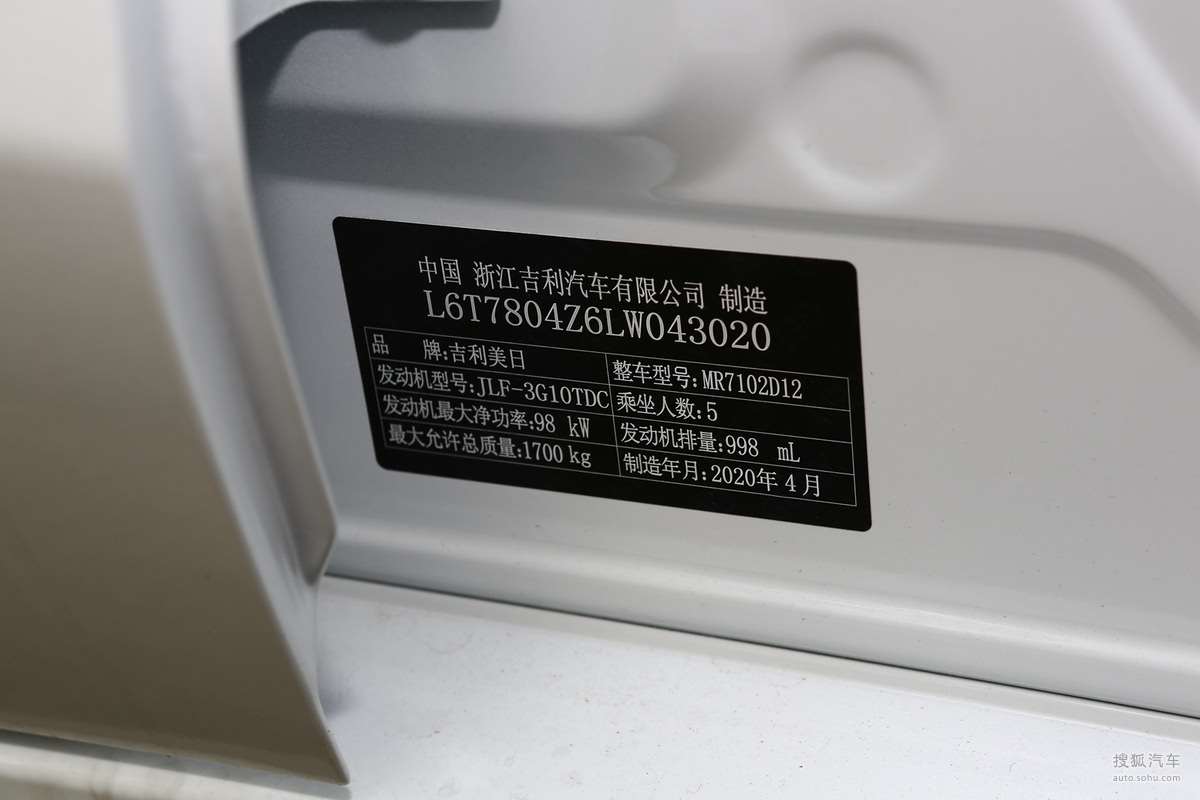 中国 浙江吉利汽车有限公司 制造
L6T7804Z6LW043020
品 牌:吉利美日 整车型号:MR7102D12
发动机型号:JLF-3G10TDC 乘坐人数:5
发动机最大净功率:98 kW 发动机排量:998 mL
最大允许总质量:1700 kg 制造年月:2020年 4 月
搜狐汽车
auto.sohu.com